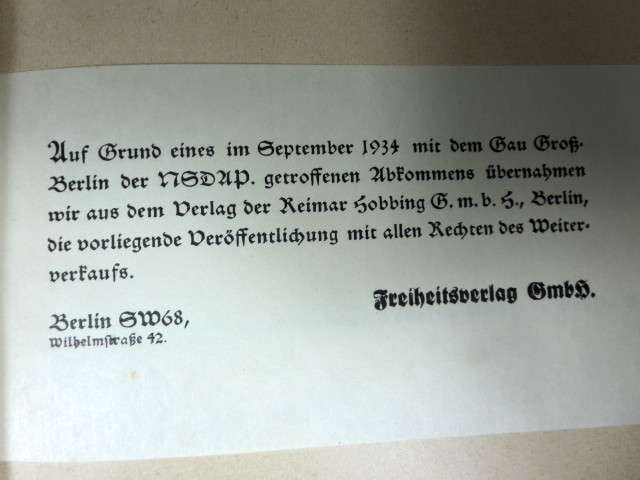 Auf Grund eines im September 1934 mit dem Gau Groß-
Berlin der NSDAP. getroffenen Abkommens übernahmen
wir aus dem Verlag der Reimar Hobbing G. m. b. H., Berlin,
die vorliegende Veröffentlichung mit allen Rechten des Weiter-
verkaufs.
Freiheitsverlag GmbH.
Berlin SW68,
Wilhelmstraße 42.